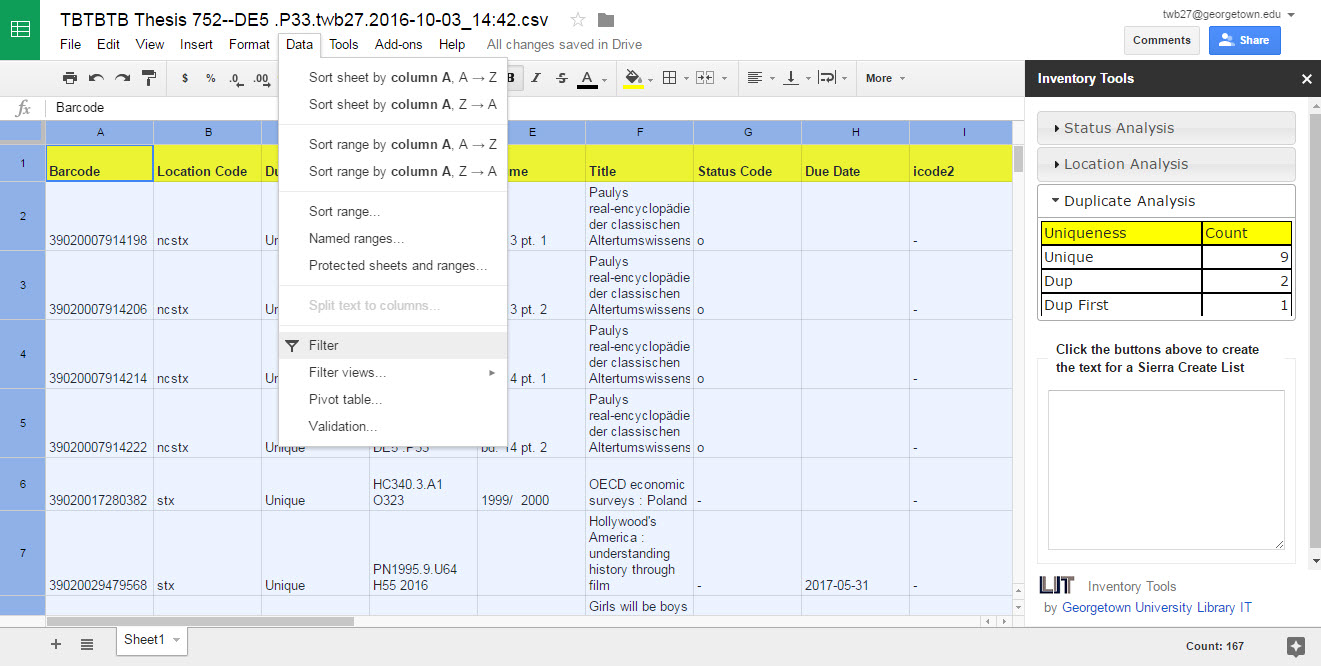 TBTBTB Thesis 752--DE5 .P33.twb27.2016-10-03_14:42.csv
twb27@georgetown.edu
File Edit View Insert Format Data Tools Add-ons Help All changes saved in Drive
Comments Share
$ % .0 .00 B I S A More
fx Barcode
A B E F G H I
1 Barcode Location Code Du me Title Status Code Due Date icode2
2 39020007914198 ncstx Un 3 pt. 1 Paulys
real-encyclopädie
der classischen
Altertumswissens o -
3 39020007914206 ncstx Un 3 pt. 2 Paulys
real-encyclopädie
der classischen
Altertumswissens o -
4 39020007914214 ncstx Un 4 pt. 1 Paulys
real-encyclopädie
der classischen
Altertumswissens o -
5 39020007914222 ncstx Unique DE5 .P33 bd. 14 pt. 2 Paulys
real-encyclopädie
der classischen
Altertumswissens o -
6 39020017280382 stx Unique HC340.3.A1
O323 1999/ 2000 OECD economic
surveys : Poland - -
7 39020029479568 stx Unique PN1995.9.U64
H55 2016 Hollywood's
America :
understanding
history through
film - 2017-05-31 -
Girls will be boys
Sort sheet by column A, A → Z
Sort sheet by column A, Z → A
Sort range by column A, A → Z
Sort range by column A, Z → A
Sort range...
Named ranges...
Protected sheets and ranges...
Split text to columns...
Filter
Filter views...
Pivot table...
Validation...
Inventory Tools ×
Status Analysis
Location Analysis
Duplicate Analysis
Uniqueness Count
Unique 9
Dup 2
Dup First 1
Click the buttons above to create
the text for a Sierra Create List
LIT Inventory Tools
by Georgetown University Library IT
Sheet1
Count: 167